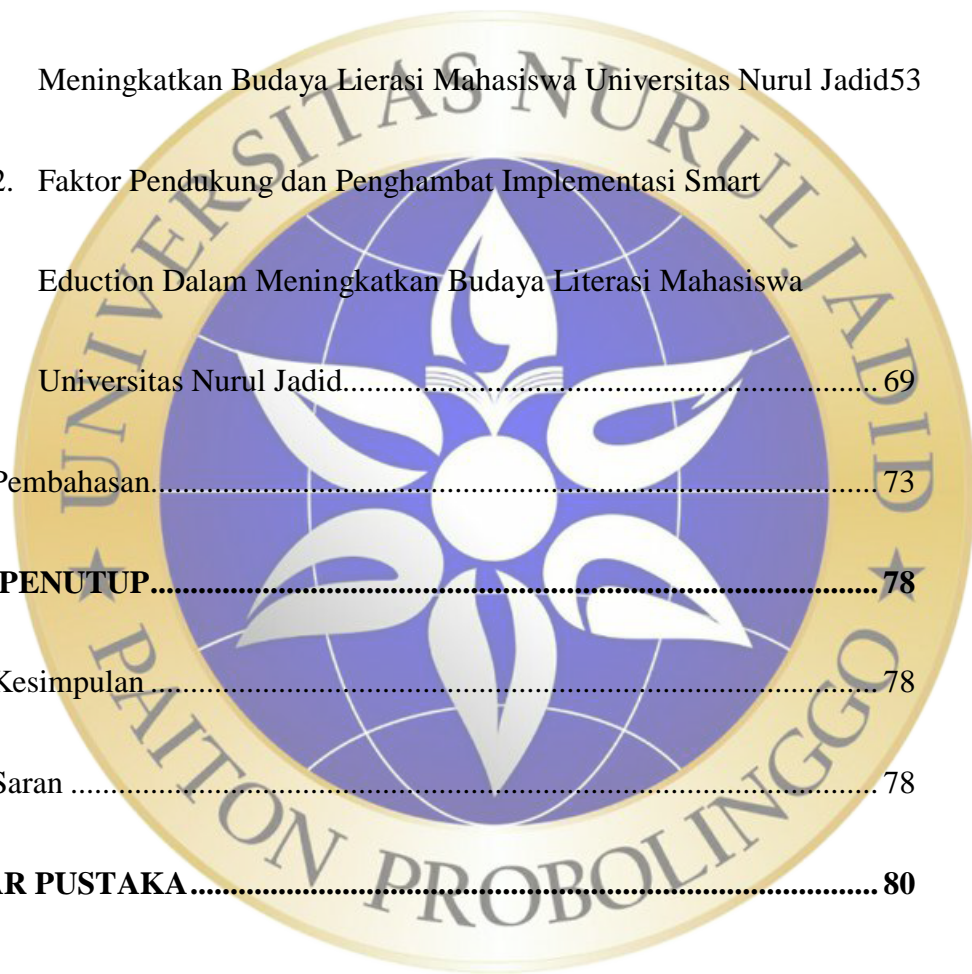 Meningkatkan Budaya Lierasi Mahasiswa Universitas Nurul Jadid53
2. Faktor Pendukung dan Penghambat Implementasi Smart
Eduction Dalam Meningkatkan Budaya Literasi Mahasiswa
Universitas Nurul Jadid.................................................................. 69
Pembahasan.................................................................................... 73
PENUTUP........................................................................................ 78
Kesimpulan ..................................................................................... 78
Saran ............................................................................................... 78
AR PUSTAKA................................................................................. 80
UNIVERSITAS NURUL JADID
PAITON PROBOLINGGO